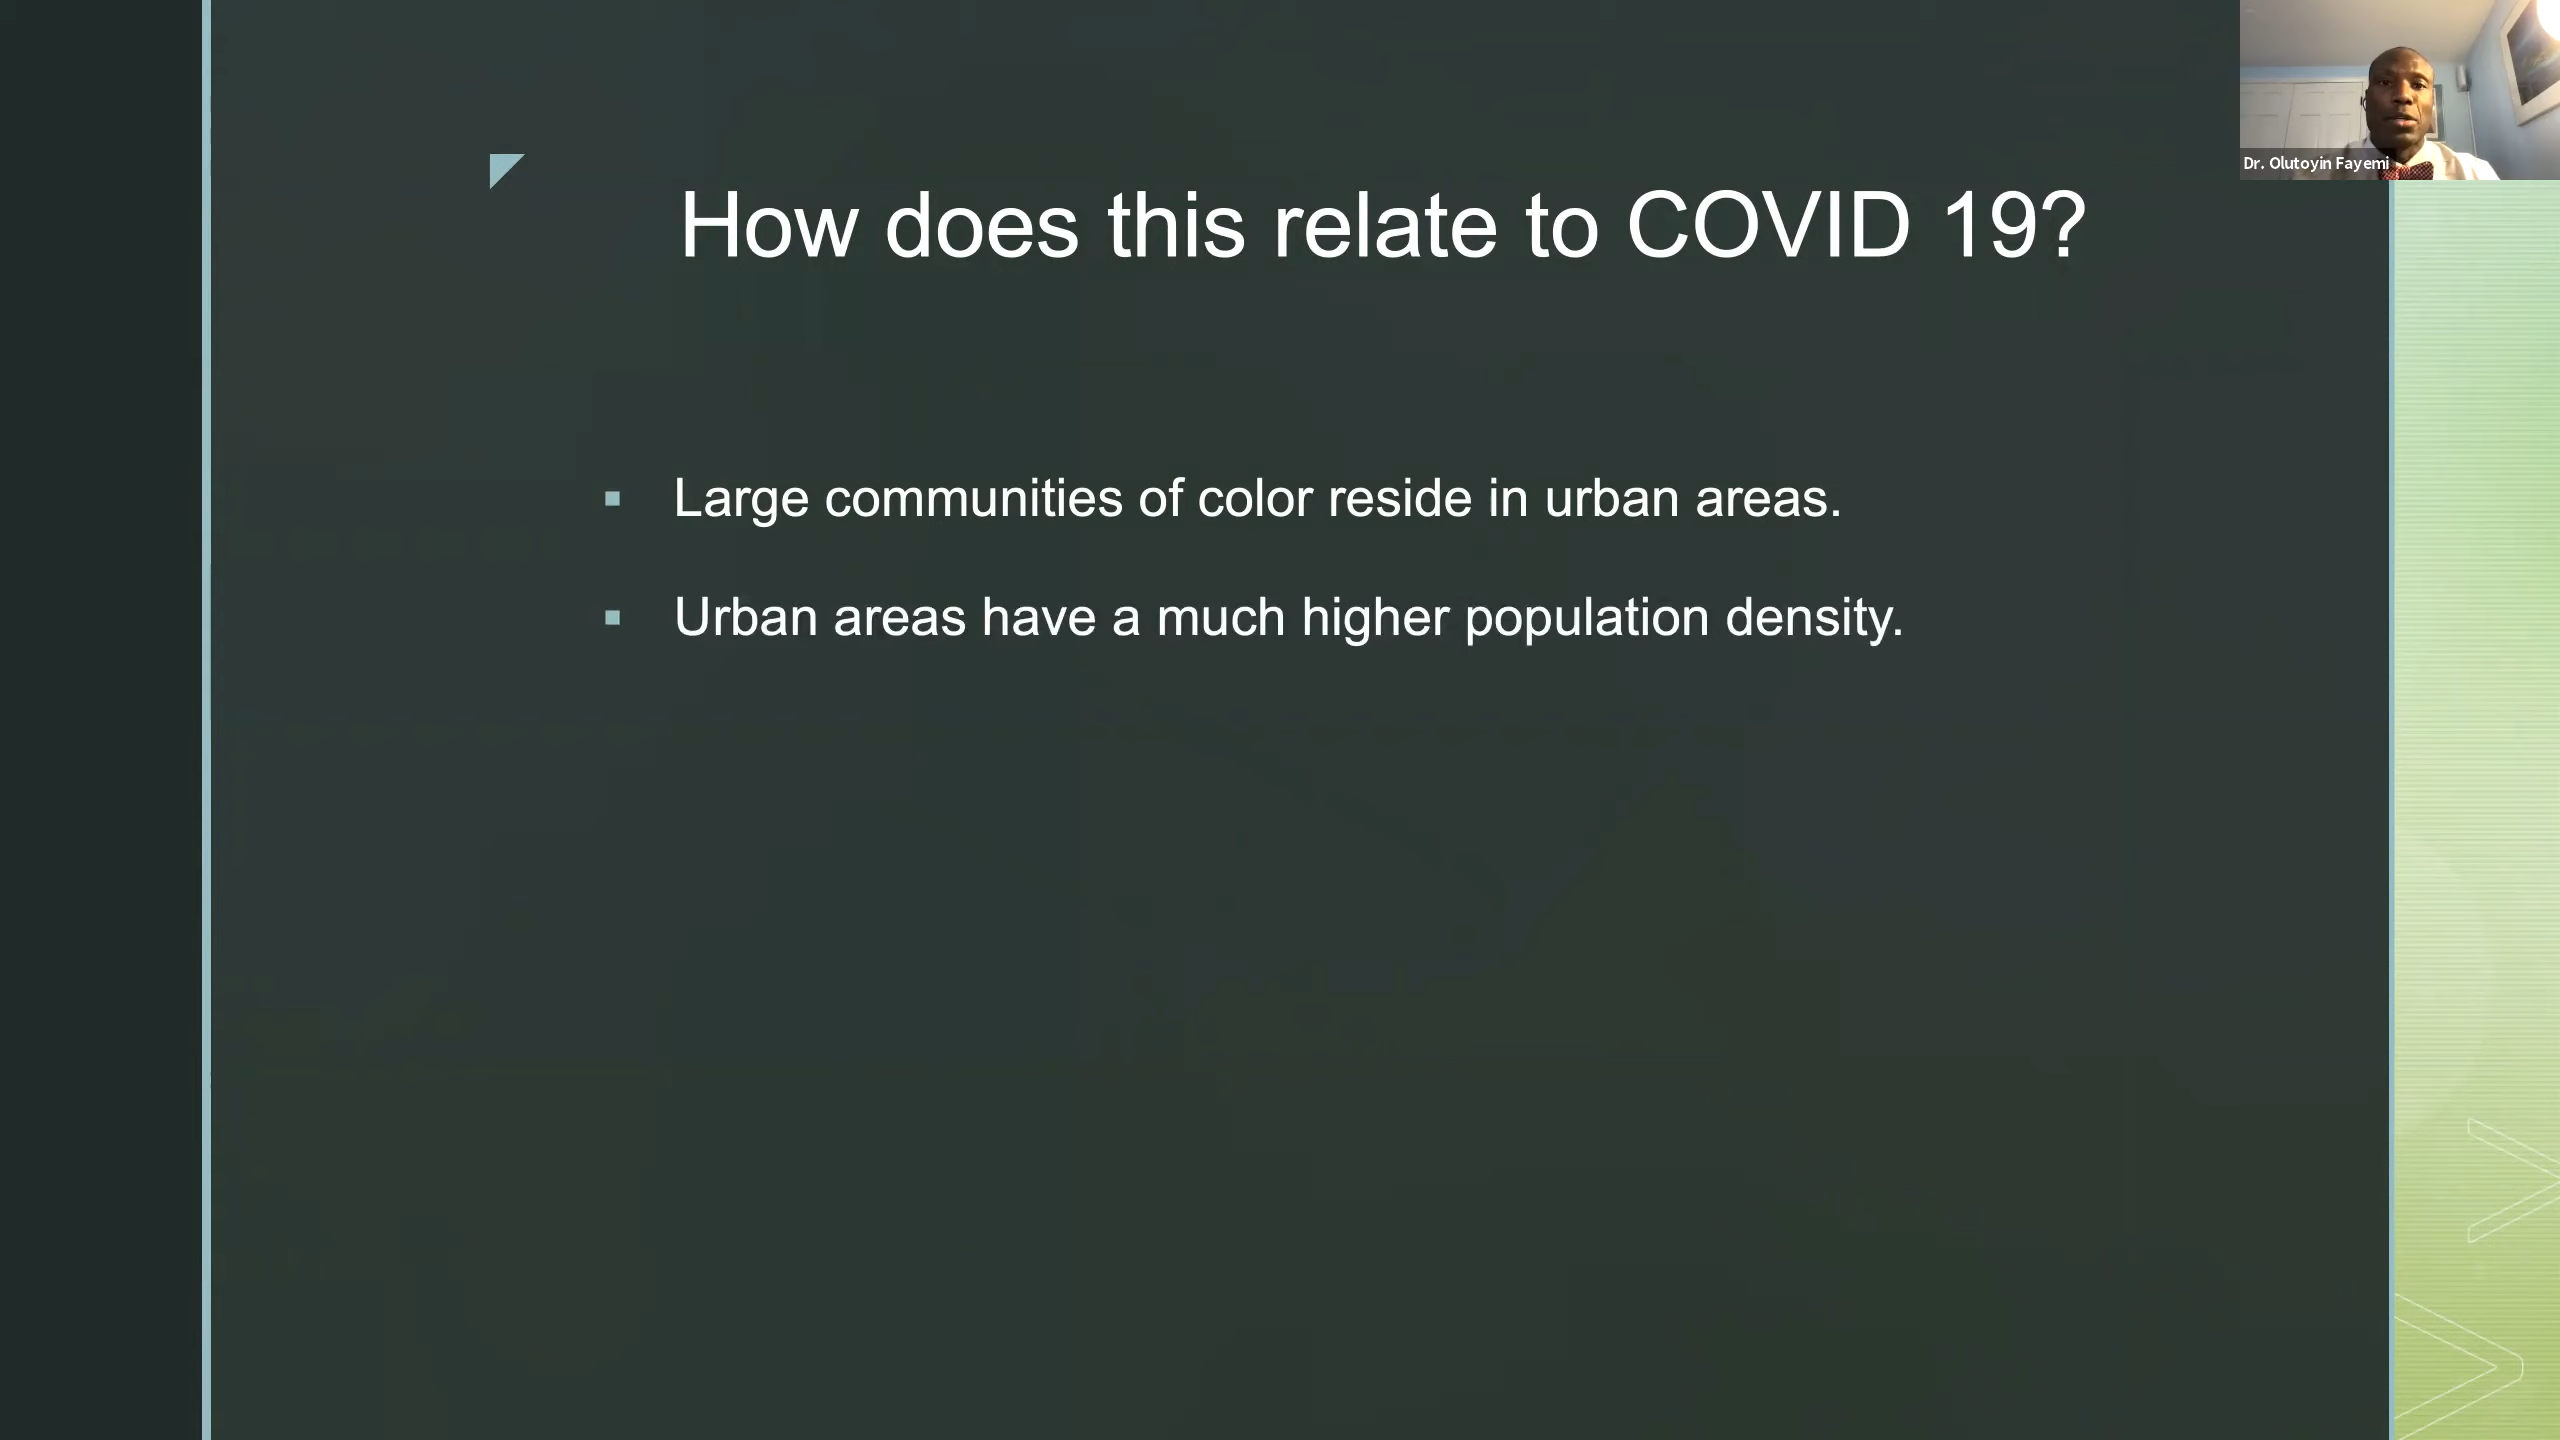 Dr. Olutoyin Fayemi
How does this relate to COVID 19?
Large communities of color reside in urban areas.
Urban areas have a much higher population density.